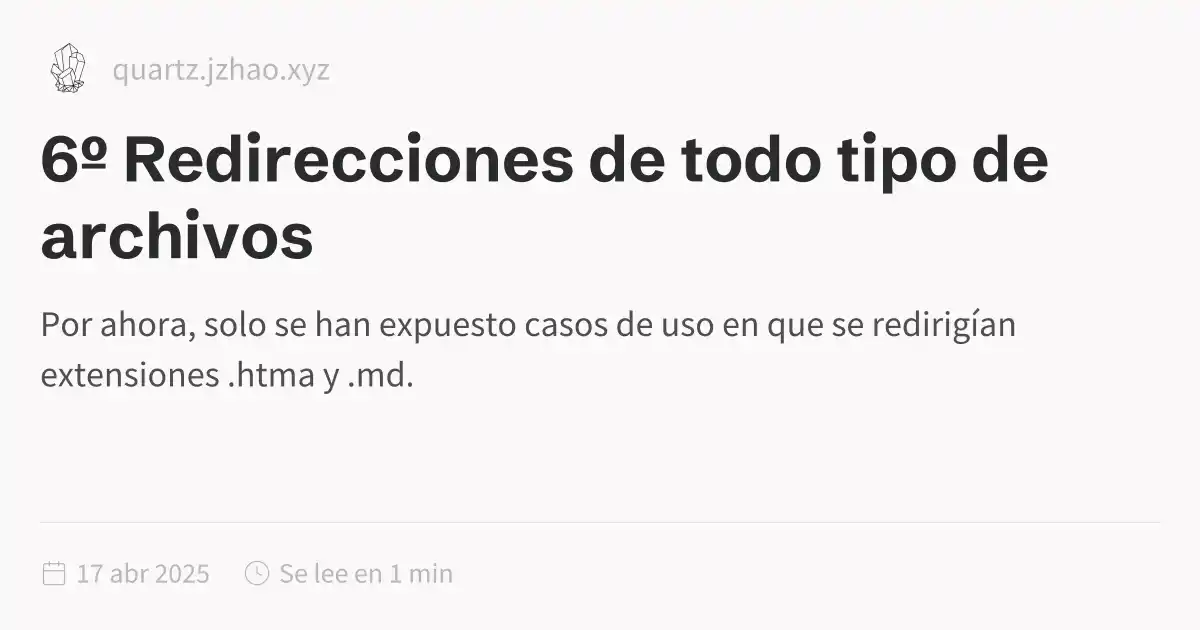 quartz.jzhao.xyz
6º Redirecciones de todo tipo de
archivos
Por ahora, solo se han expuesto casos de uso en que se redirigían
extensiones .htma y .md.
17 abr 2025
Se lee en 1 min